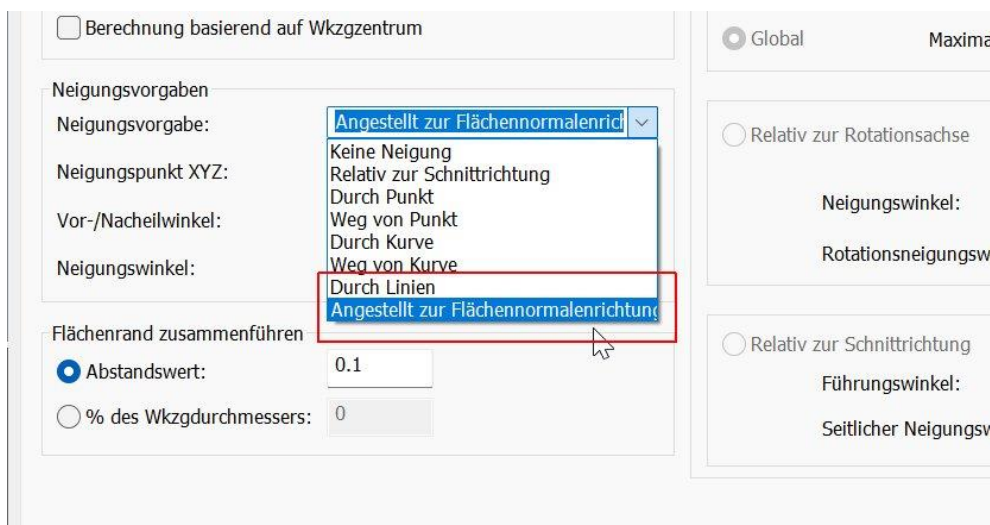 Berechnung basierend auf Wkzgzentrum
Neigungsvorgaben
Neigungsvorgabe:
Angestellt zur Flächennormalenrich
Keine Neigung
Relativ zur Schnittrichtung
Durch Punkt
Weg von Punkt
Durch Kurve
Weg von Kurve
Durch Linien
Angestellt zur Flächennormalenrichtung
Neigungspunkt XYZ:
Vor-/Nacheilwinkel:
Neigungswinkel:
Flächenrand zusammenführen
Abstandswert: 0.1
% des Wkzgdurchmessers: 0
Global Maxima
Relativ zur Rotationsachse
Neigungswinkel:
Rotationsneigungsw
Relativ zur Schnittrichtung
Führungswinkel:
Seitlicher Neigungsw